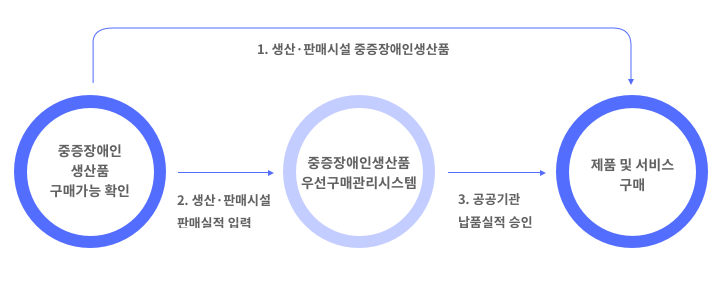 1. 생산·판매시설 중증장애인생산품
중증장애인
생산품
구매가능 확인
2. 생산·판매시설
판매실적 입력
중증장애인생산품
우선구매관리시스템
3. 공공기관
납품실적 승인
제품 및 서비스
구매